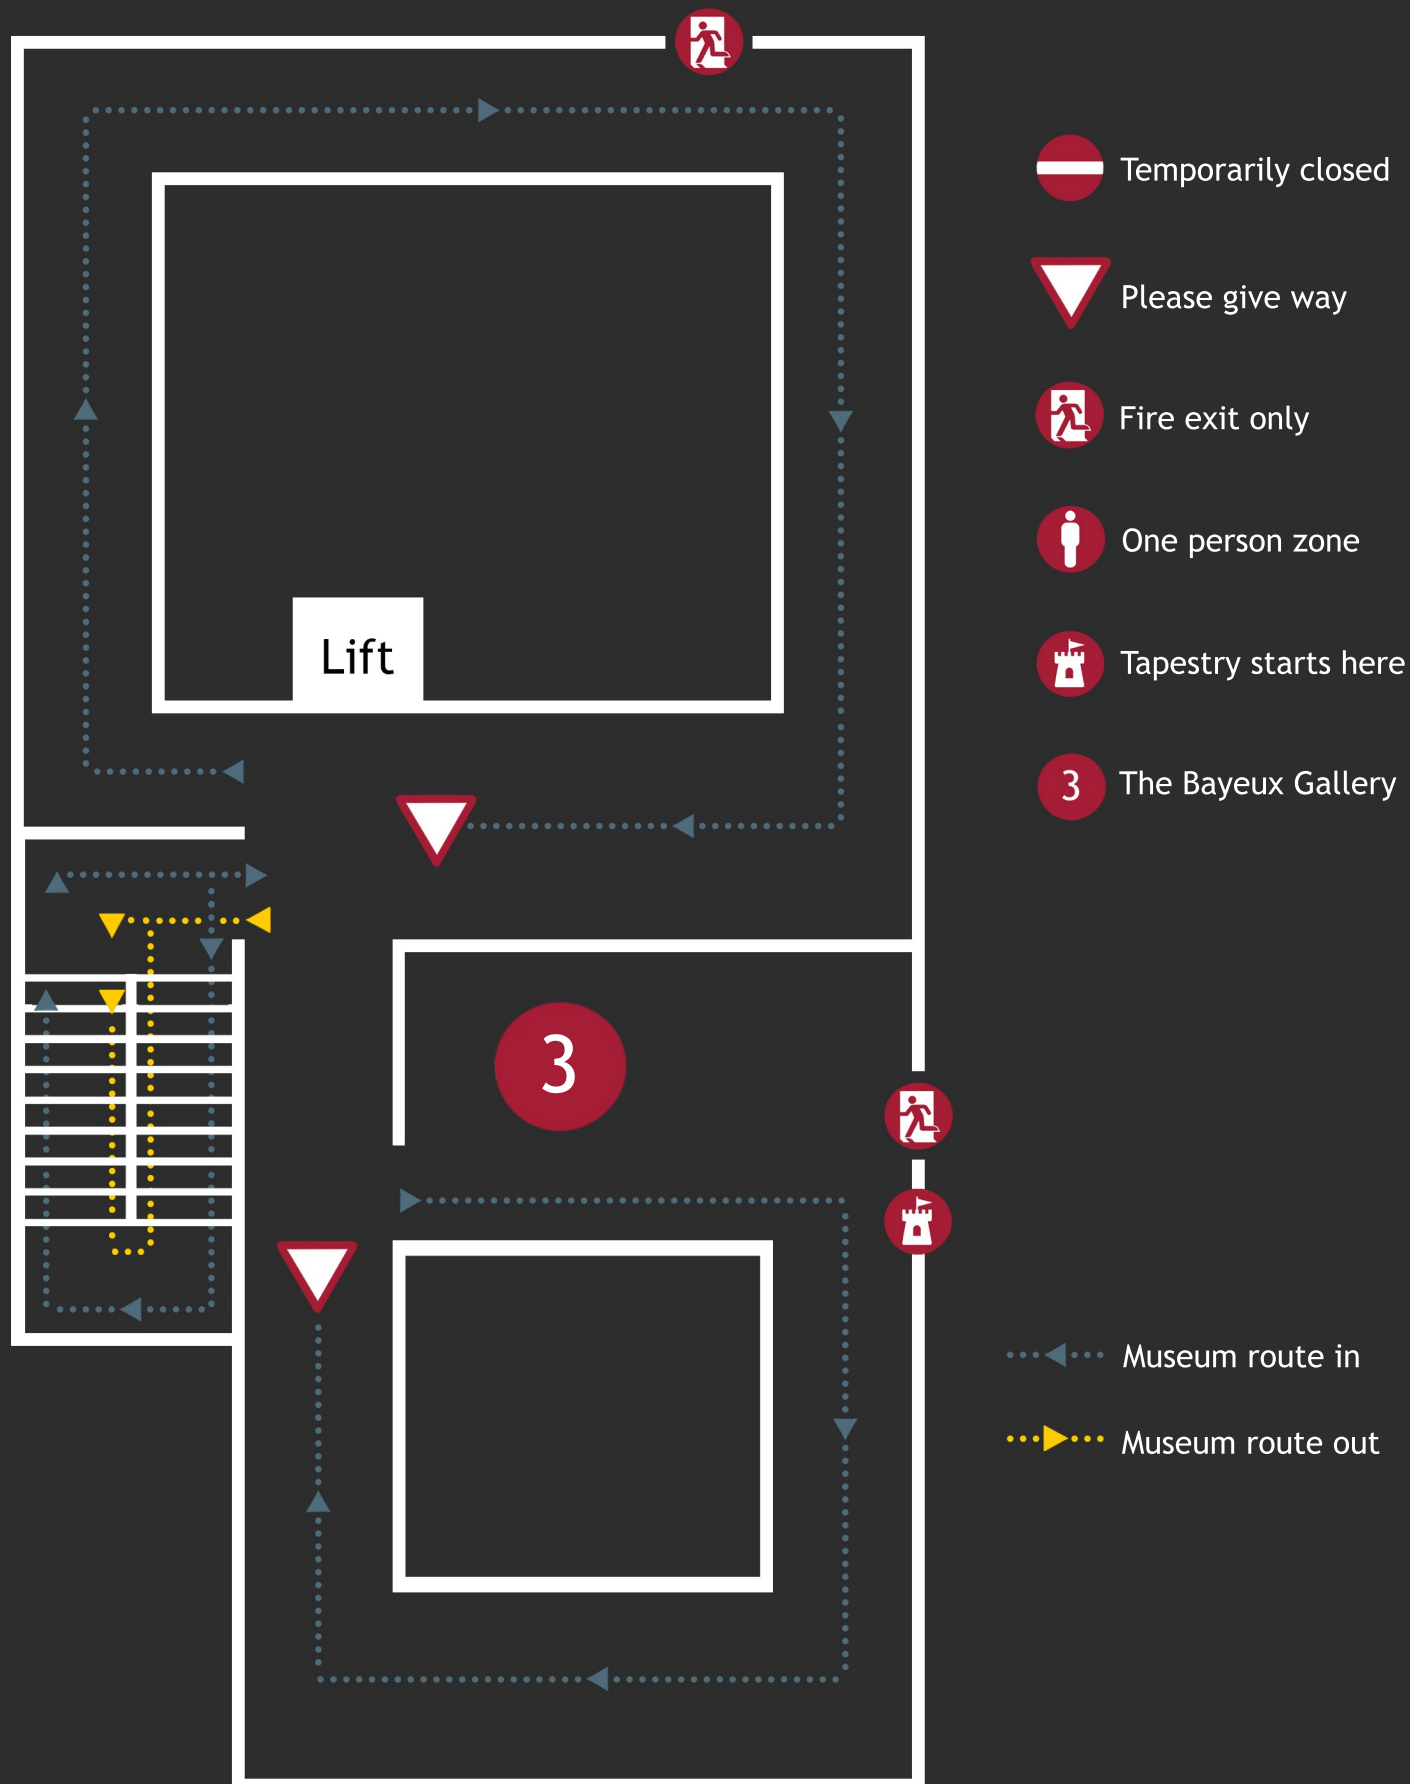 Temporarily closed
Please give way
Fire exit only
One person zone
Lift
Tapestry starts here
3 The Bayeux Gallery
3
Museum route in
Museum route out